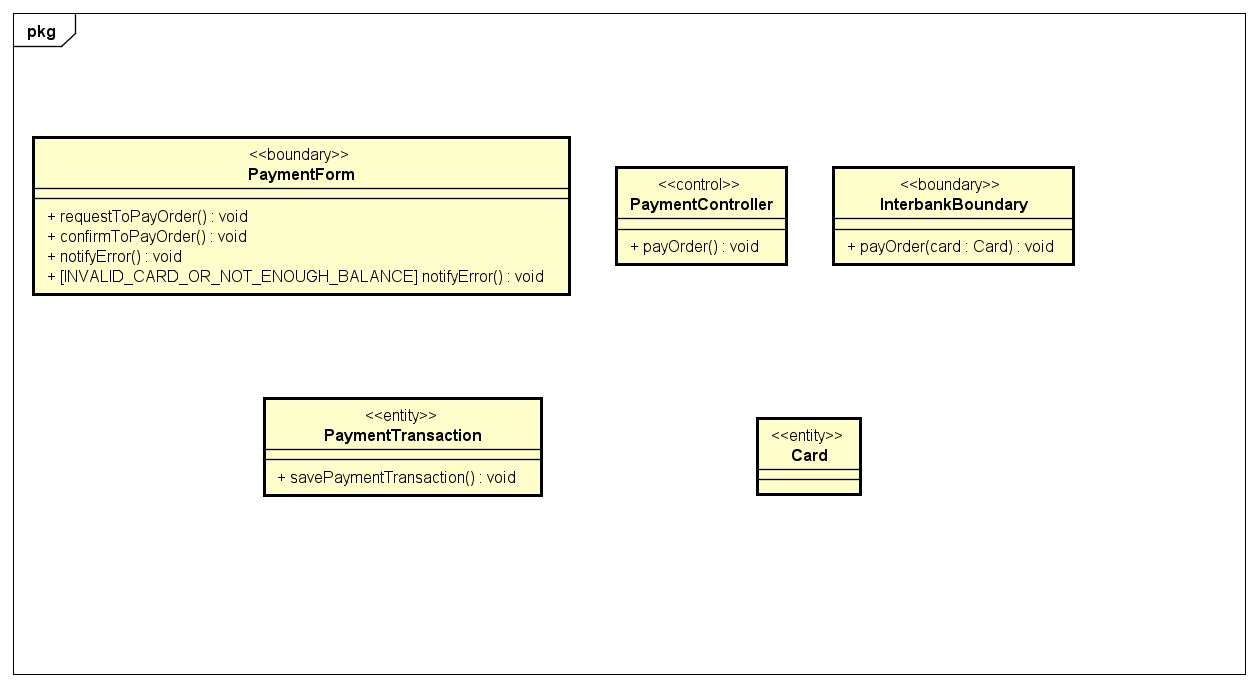 pkg
<<boundary>>
PaymentForm
+ requestToPayOrder() : void
+ confirmToPayOrder() : void
+ notifyError() : void
+ [INVALID_CARD_OR_NOT_ENOUGH_BALANCE] notifyError() : void
<<control>>
PaymentController
+ payOrder() : void
<<boundary>>
InterbankBoundary
+ payOrder(card : Card) : void
<<entity>>
PaymentTransaction
+ savePaymentTransaction() : void
<<entity>>
Card